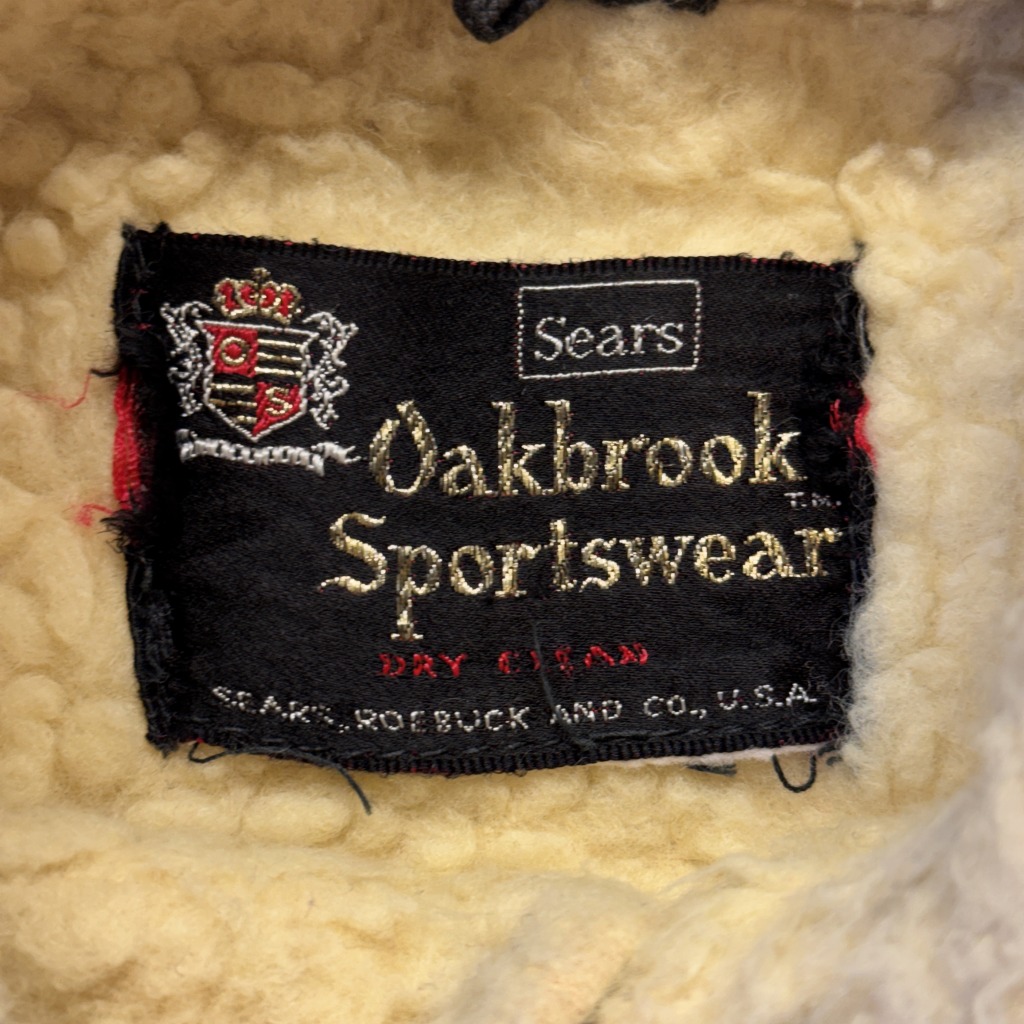 Sears
O
S
Oakbrook
T.M.
Sportswear
DRY CLEAN
SEARS, ROEBUCK AND CO., U.S.A.